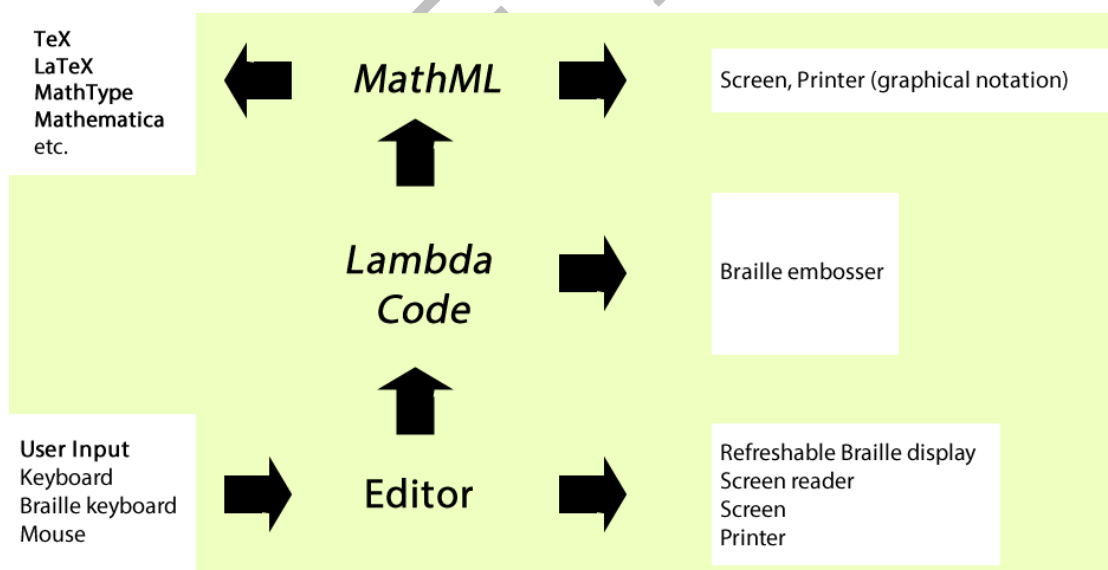 TeX
LaTeX
MathType
Mathematica
etc.
MathML
Screen, Printer (graphical notation)
Lambda
Code
Braille embosser
User Input
Keyboard
Braille keyboard
Mouse
Editor
Refreshable Braille display
Screen reader
Screen
Printer